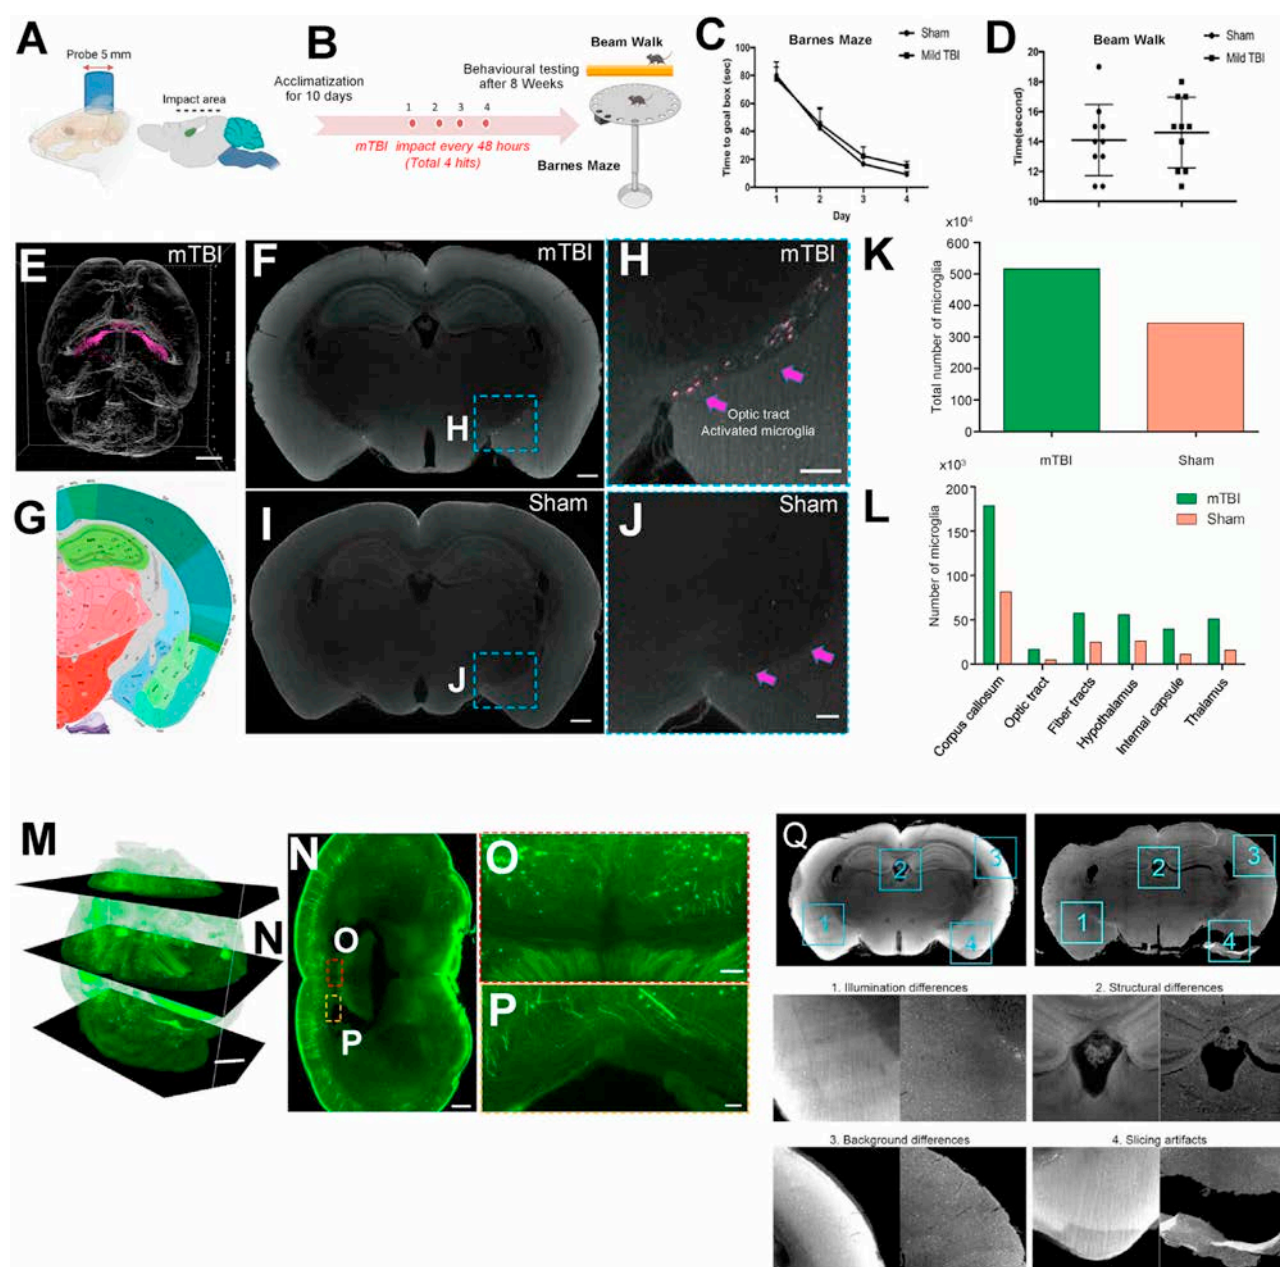 A
Probe 5 mm
Impact area
B
Acclimatization
for 10 days
1 2 3 4
mTBI impact every 48 hours
(Total 4 hits)
Behavioural testing
after 8 Weeks
Beam Walk
Barnes Maze
C
Barnes Maze
Sham
Mild TBI
Time to goal box (sec)
100
80
60
40
20
0
1 2 3 4
Day
D
Beam Walk
Sham
Mild TBI
Time(second)
20
18
16
14
12
10
E
mTBI
F
mTBI
H
H
mTBI
Optic tract
Activated microglia
G
I
Sham
J
J
Sham
K
x10⁴
Total number of microglia
600
500
400
300
200
100
0
mTBI Sham
L
x10³
Number of microglia
200
150
100
50
0
mTBI
Sham
Corpus callosum
Optic tract
Fiber tracts
Hypothalamus
Internal capsule
Thalamus
M
N
N
O
P
O
P
Q
1
2
3
4
1
2
3
4
1. Illumination differences
2. Structural differences
3. Background differences
4. Slicing artifacts